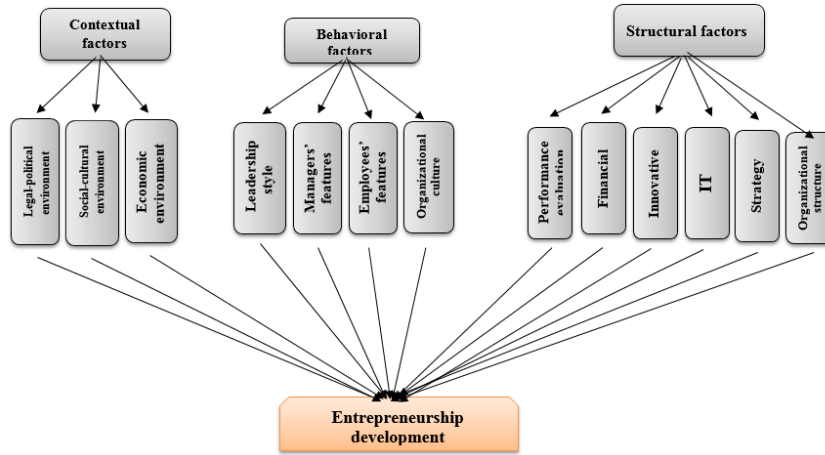 Contextual
factors
Behavioral
factors
Structural factors
Legal-political
environment
Social-cultural
environment
Economic
environment
Leadership
style
Managers'
features
Employees'
features
Organizational
culture
Performance
evaluation
Financial
Innovative
IT
Strategy
Organizational
structure
Entrepreneurship
development